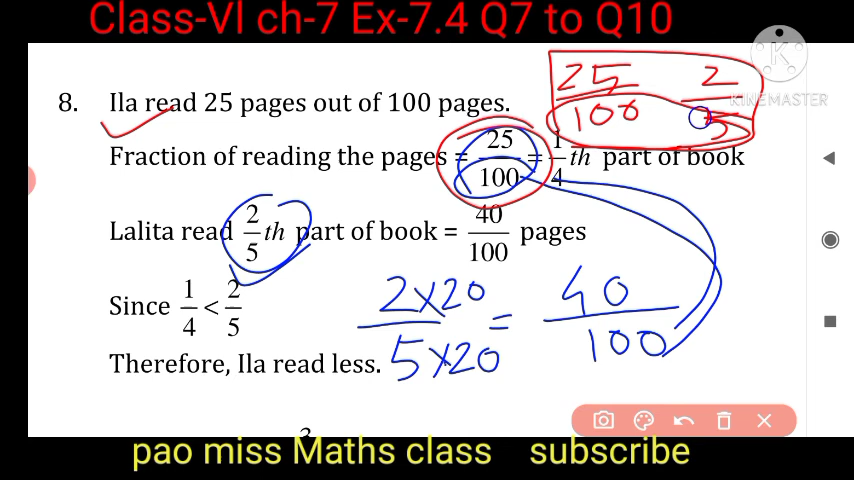 Class-VI ch-7 Ex-7.4 Q7 to Q10
KINEMASTER
25/100 2/5
8. Ila read 25 pages out of 100 pages.
Fraction of reading the pages = 25/100 = 1/4 th part of book
Lalita read 2/5 th part of book = 40/100 pages
Since 1/4 < 2/5
2×20/5×20 = 40/100
Therefore, Ila read less.
pao miss Maths class subscribe